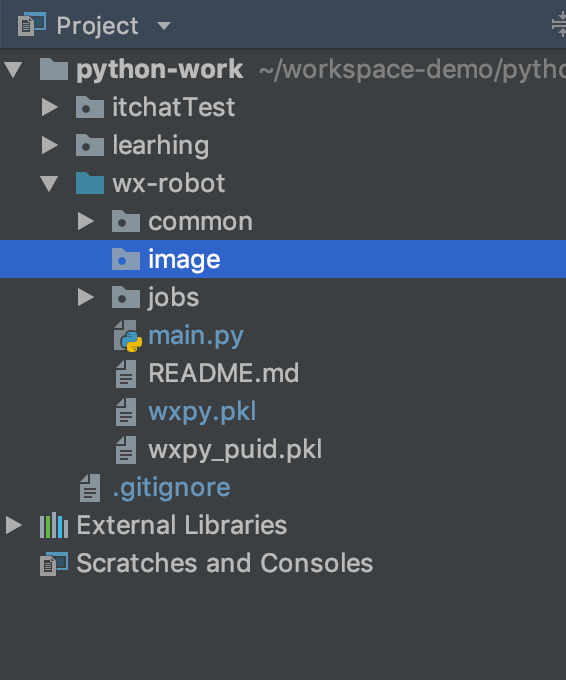 Project
python-work ~/workspace-demo/pytho
itchatTest
learhing
wx-robot
common
image
jobs
main.py
README.md
wxpy.pkl
wxpy_puid.pkl
.gitignore
External Libraries
Scratches and Consoles